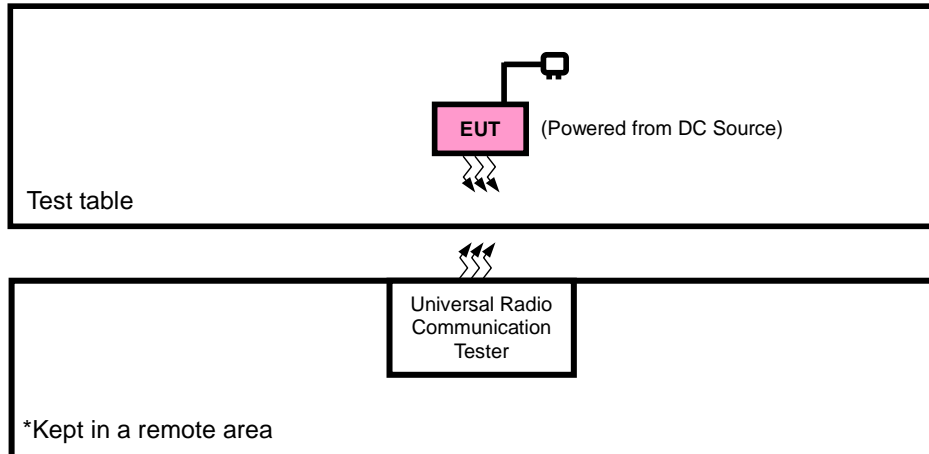 EUT
(Powered from DC Source)
Test table
Universal Radio
Communication
Tester
*Kept in a remote area